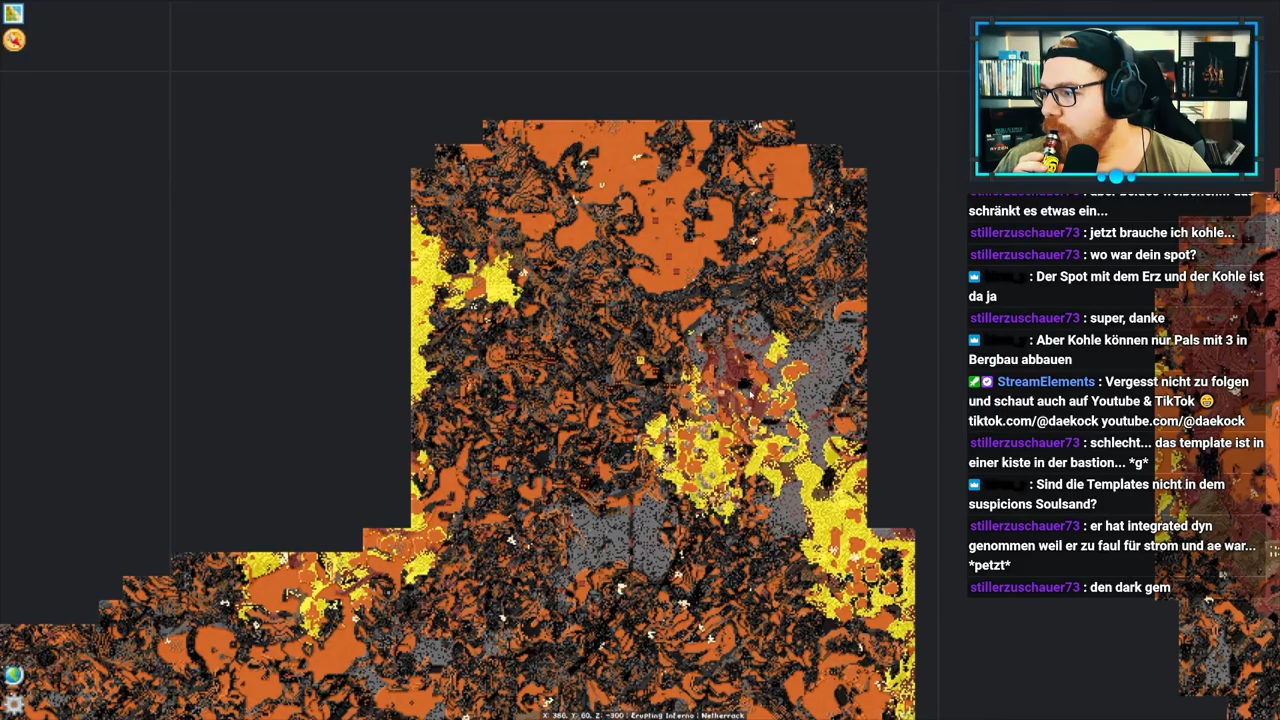 schränkt es etwas ein...
stillerzuschauer73 : jetzt brauche ich kohle...
stillerzuschauer73 : wo war dein spot?
: Der Spot mit dem Erz und der Kohle ist
da ja
stillerzuschauer73 : super, danke
: Aber Kohle können nur Pals mit 3 in
Bergbau abbauen
StreamElements : Vergesst nicht zu folgen
und schaut auch auf Youtube & TikTok 😁
tiktok.com/@daekock youtube.com/@daekock
stillerzuschauer73 : schlecht... das template ist in
einer kiste in der bastion... *g*
: Sind die Templates nicht in dem
suspicions Soulsand?
stillerzuschauer73 : er hat integrated dyn
genommen weil er zu faul für strom und ae war...
*petzt*
stillerzuschauer73 : den dark gem
X: 386, Y: 60, Z: -300 | Erupting Inferno | Netherrack